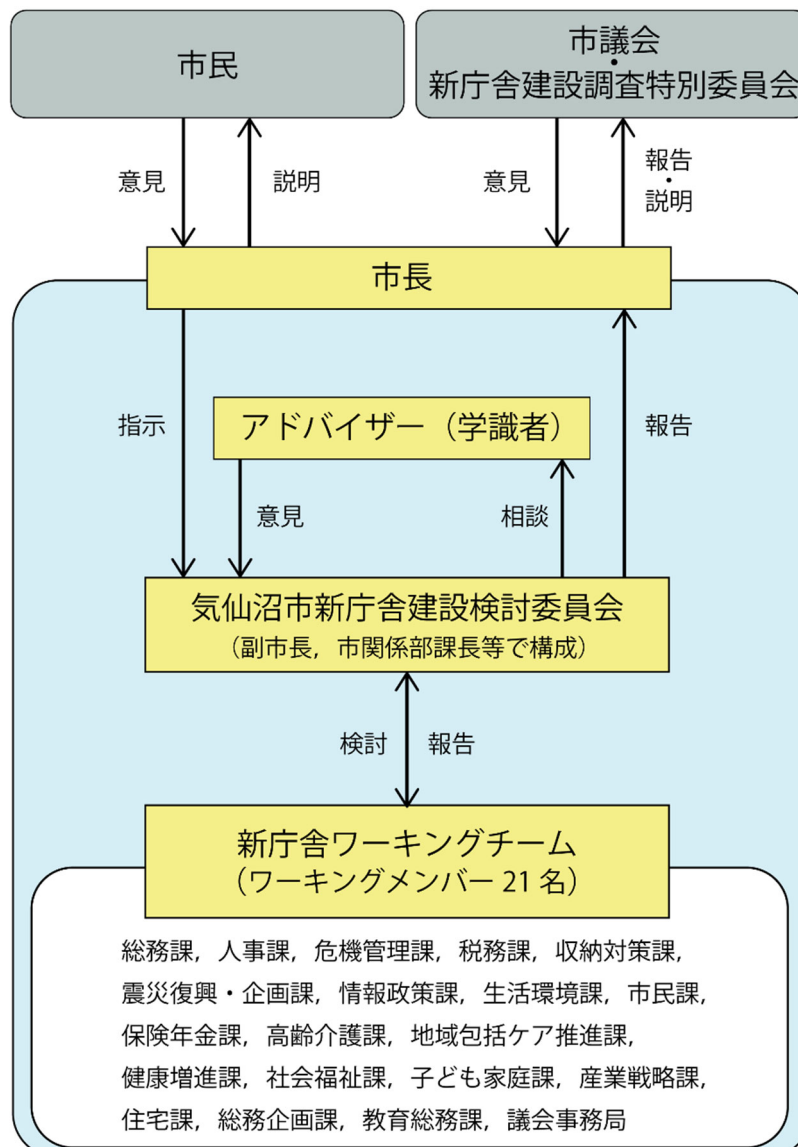 市民
市議会
・
新庁舎建設調査特別委員会
意見
説明
意見
報告
・
説明
市長
指示
アドバイザー（学識者）
報告
意見
相談
気仙沼市新庁舎建設検討委員会
（副市長，市関係部課長等で構成）
検討
報告
新庁舎ワーキングチーム
（ワーキングメンバー 21 名）
総務課，人事課，危機管理課，税務課，収納対策課，
震災復興・企画課，情報政策課，生活環境課，市民課，
保険年金課，高齢介護課，地域包括ケア推進課，
健康増進課，社会福祉課，子ども家庭課，産業戦略課，
住宅課，総務企画課，教育総務課，議会事務局